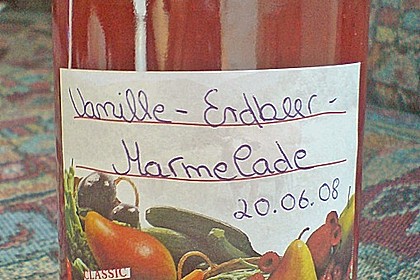 Vanille - Erdbeer -
Marmelade
20.06.08
CLASSIC